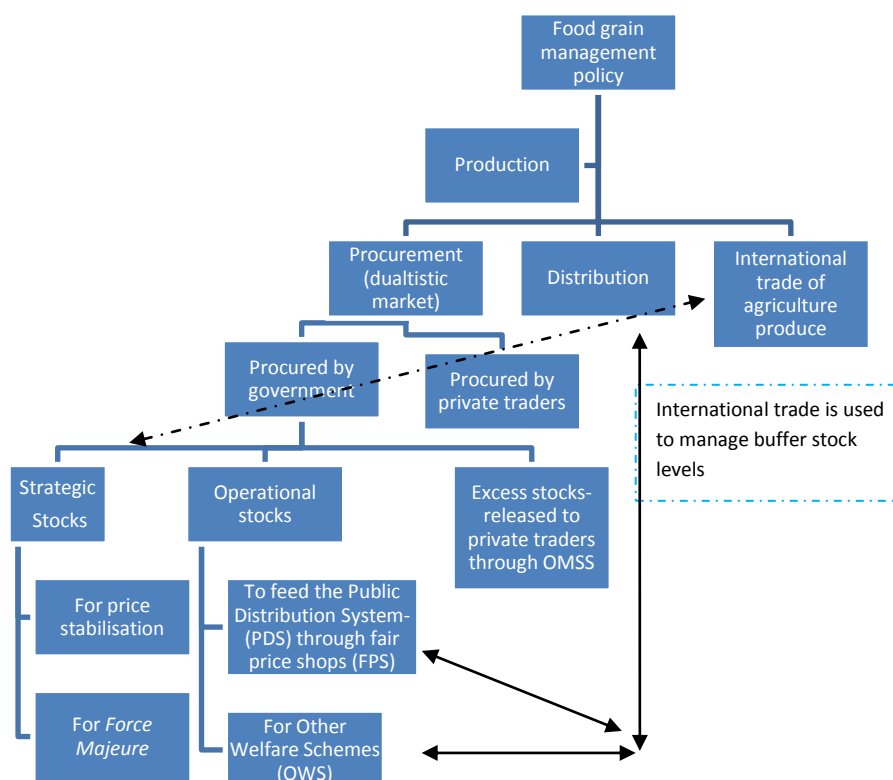 Food grain
management
policy
Production
Procurement
(dualtistic
market)
Distribution
International
trade of
agriculture
produce
Procured by
government
Procured by
private traders
International trade is used
to manage buffer stock
levels
Strategic
Stocks
Operational
stocks
Excess stocks-
released to
private traders
through OMSS
For price
stabilisation
To feed the Public
Distribution System-
(PDS) through fair
price shops (FPS)
For Force
Majeure
For Other
Welfare Schemes
(OWS)